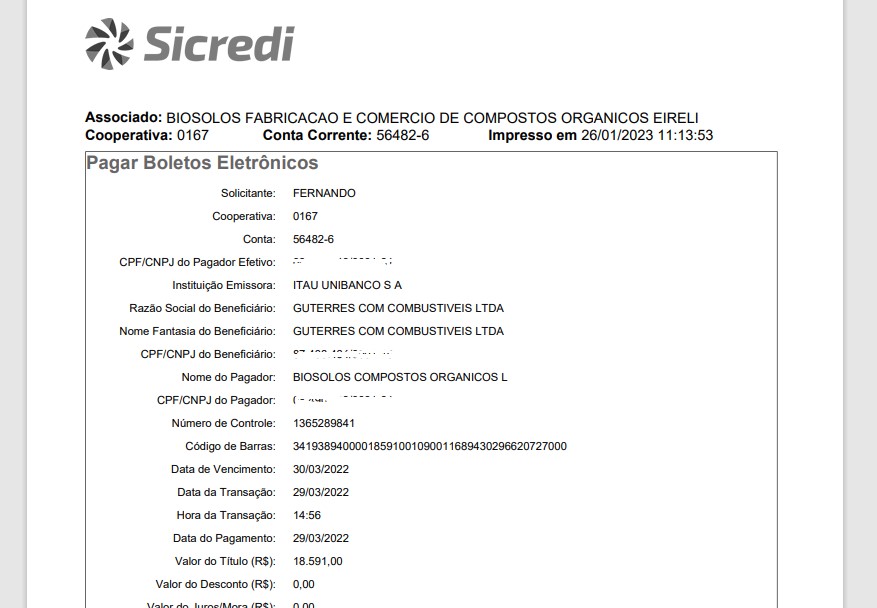 Sicredi
Associado: BIOSOLOS FABRICACAO E COMERCIO DE COMPOSTOS ORGANICOS EIRELI
Cooperativa: 0167 Conta Corrente: 56482-6 Impresso em 26/01/2023 11:13:53
Pagar Boletos Eletrônicos
Solicitante: FERNANDO
Cooperativa: 0167
Conta: 56482-6
CPF/CNPJ do Pagador Efetivo:
Instituição Emissora: ITAU UNIBANCO S A
Razão Social do Beneficiário: GUTERRES COM COMBUSTIVEIS LTDA
Nome Fantasia do Beneficiário: GUTERRES COM COMBUSTIVEIS LTDA
CPF/CNPJ do Beneficiário:
Nome do Pagador: BIOSOLOS COMPOSTOS ORGANICOS L
CPF/CNPJ do Pagador:
Número de Controle: 1365289841
Código de Barras: 34193894000018591001090011689430296620727000
Data de Vencimento: 30/03/2022
Data da Transação: 29/03/2022
Hora da Transação: 14:56
Data do Pagamento: 29/03/2022
Valor do Título (R$): 18.591,00
Valor do Desconto (R$): 0,00
Valor do Juros/Mora (R$): 0,00